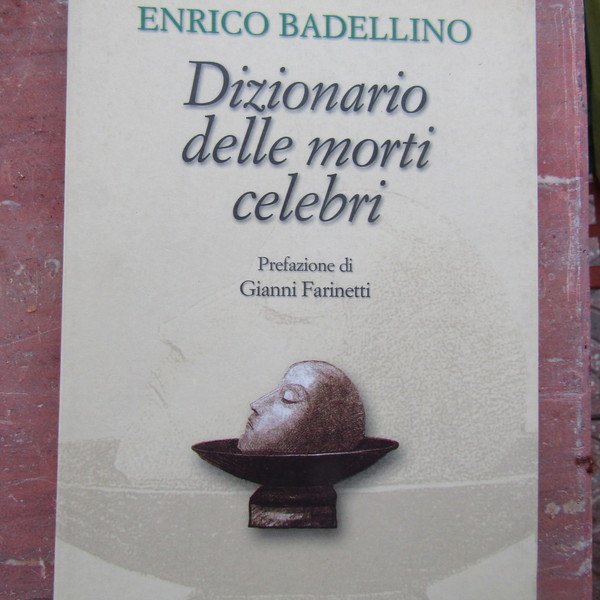 ENRICO BADELLINO
Dizionario
delle morti
celebri
Prefazione di
Gianni Farinetti